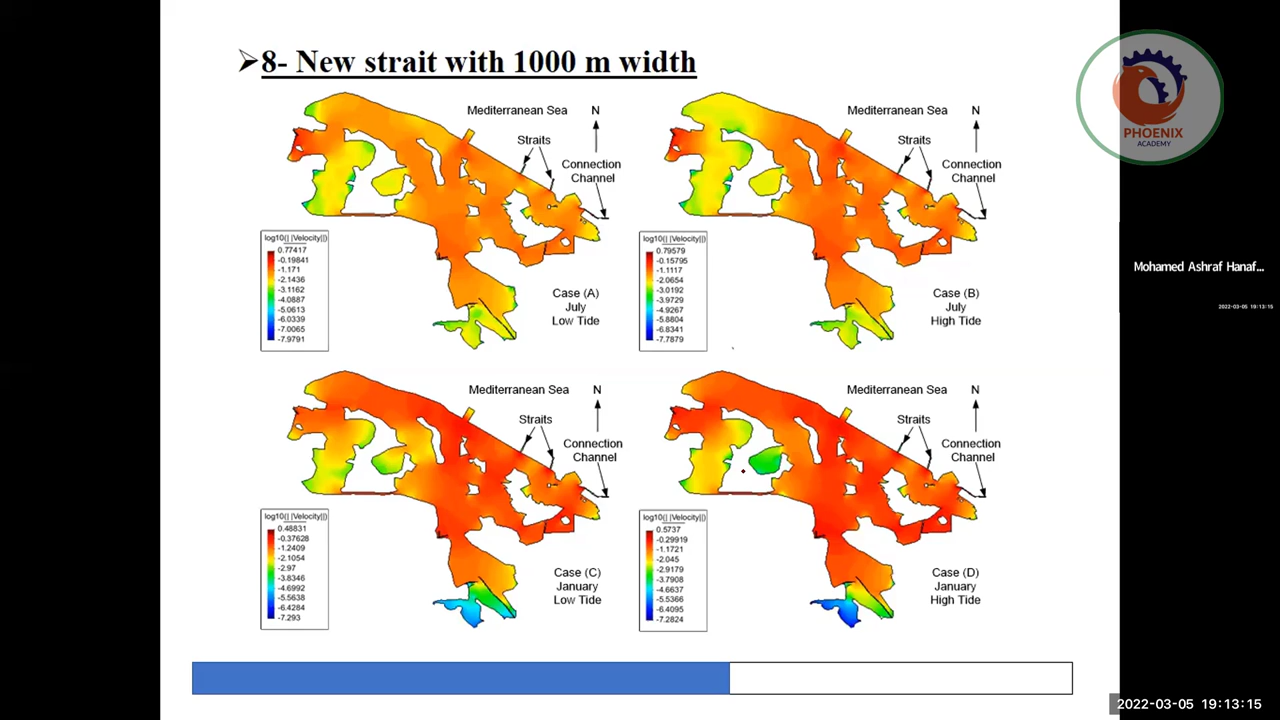 ➢8- New strait with 1000 m width
Mediterranean Sea N
Straits
Connection
Channel
log10(| |Velocity||)
0.77417
-0.19841
-1.171
-2.1436
-3.1162
-4.0887
-5.0613
-6.0339
-7.0065
-7.9791
Case (A)
July
Low Tide
Mediterranean Sea N
Straits
Connection
Channel
log10(| |Velocity||)
0.79579
-0.15795
-1.1117
-2.0654
-3.0192
-3.9729
-4.9267
-5.8804
-6.8341
-7.7879
Case (B)
July
High Tide
Mediterranean Sea N
Straits
Connection
Channel
log10(| |Velocity||)
0.48831
-0.37628
-1.2409
-2.1054
-2.97
-3.8346
-4.6992
-5.5638
-6.4284
-7.293
Case (C)
January
Low Tide
Mediterranean Sea N
Straits
Connection
Channel
log10(| |Velocity||)
0.5737
-0.29919
-1.1721
-2.045
-2.9179
-3.7908
-4.6637
-5.5366
-6.4095
-7.2824
Case (D)
January
High Tide
PHOENIX
ACADEMY
Mohamed Ashraf Hanaf...
2022-03-05 19:13:15
2022-03-05 19:13:15